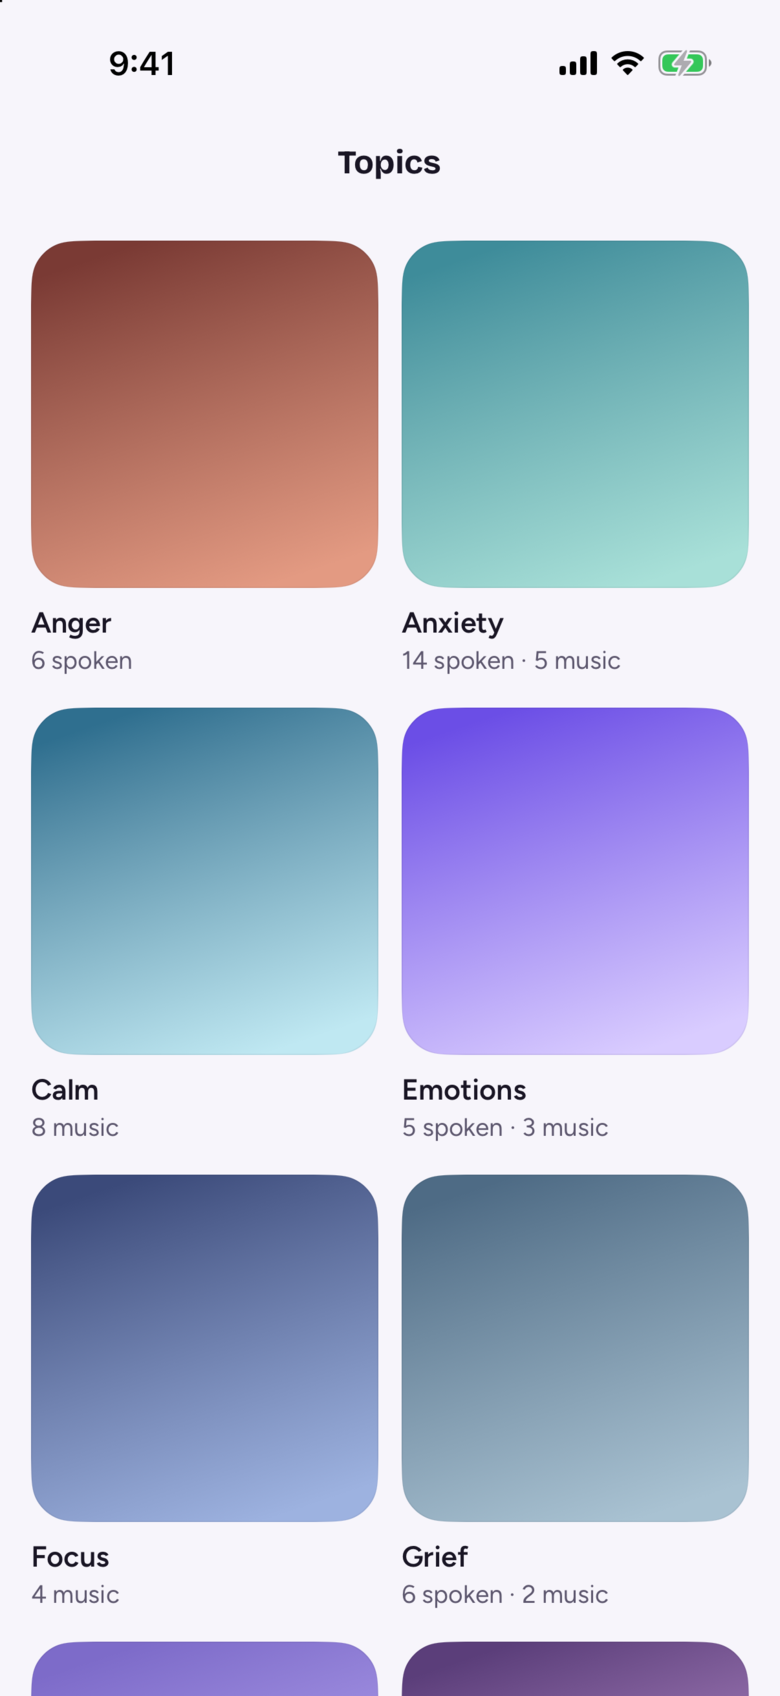 9:41
Topics
Anger
6 spoken
Anxiety
14 spoken · 5 music
Calm
8 music
Emotions
5 spoken · 3 music
Focus
4 music
Grief
6 spoken · 2 music